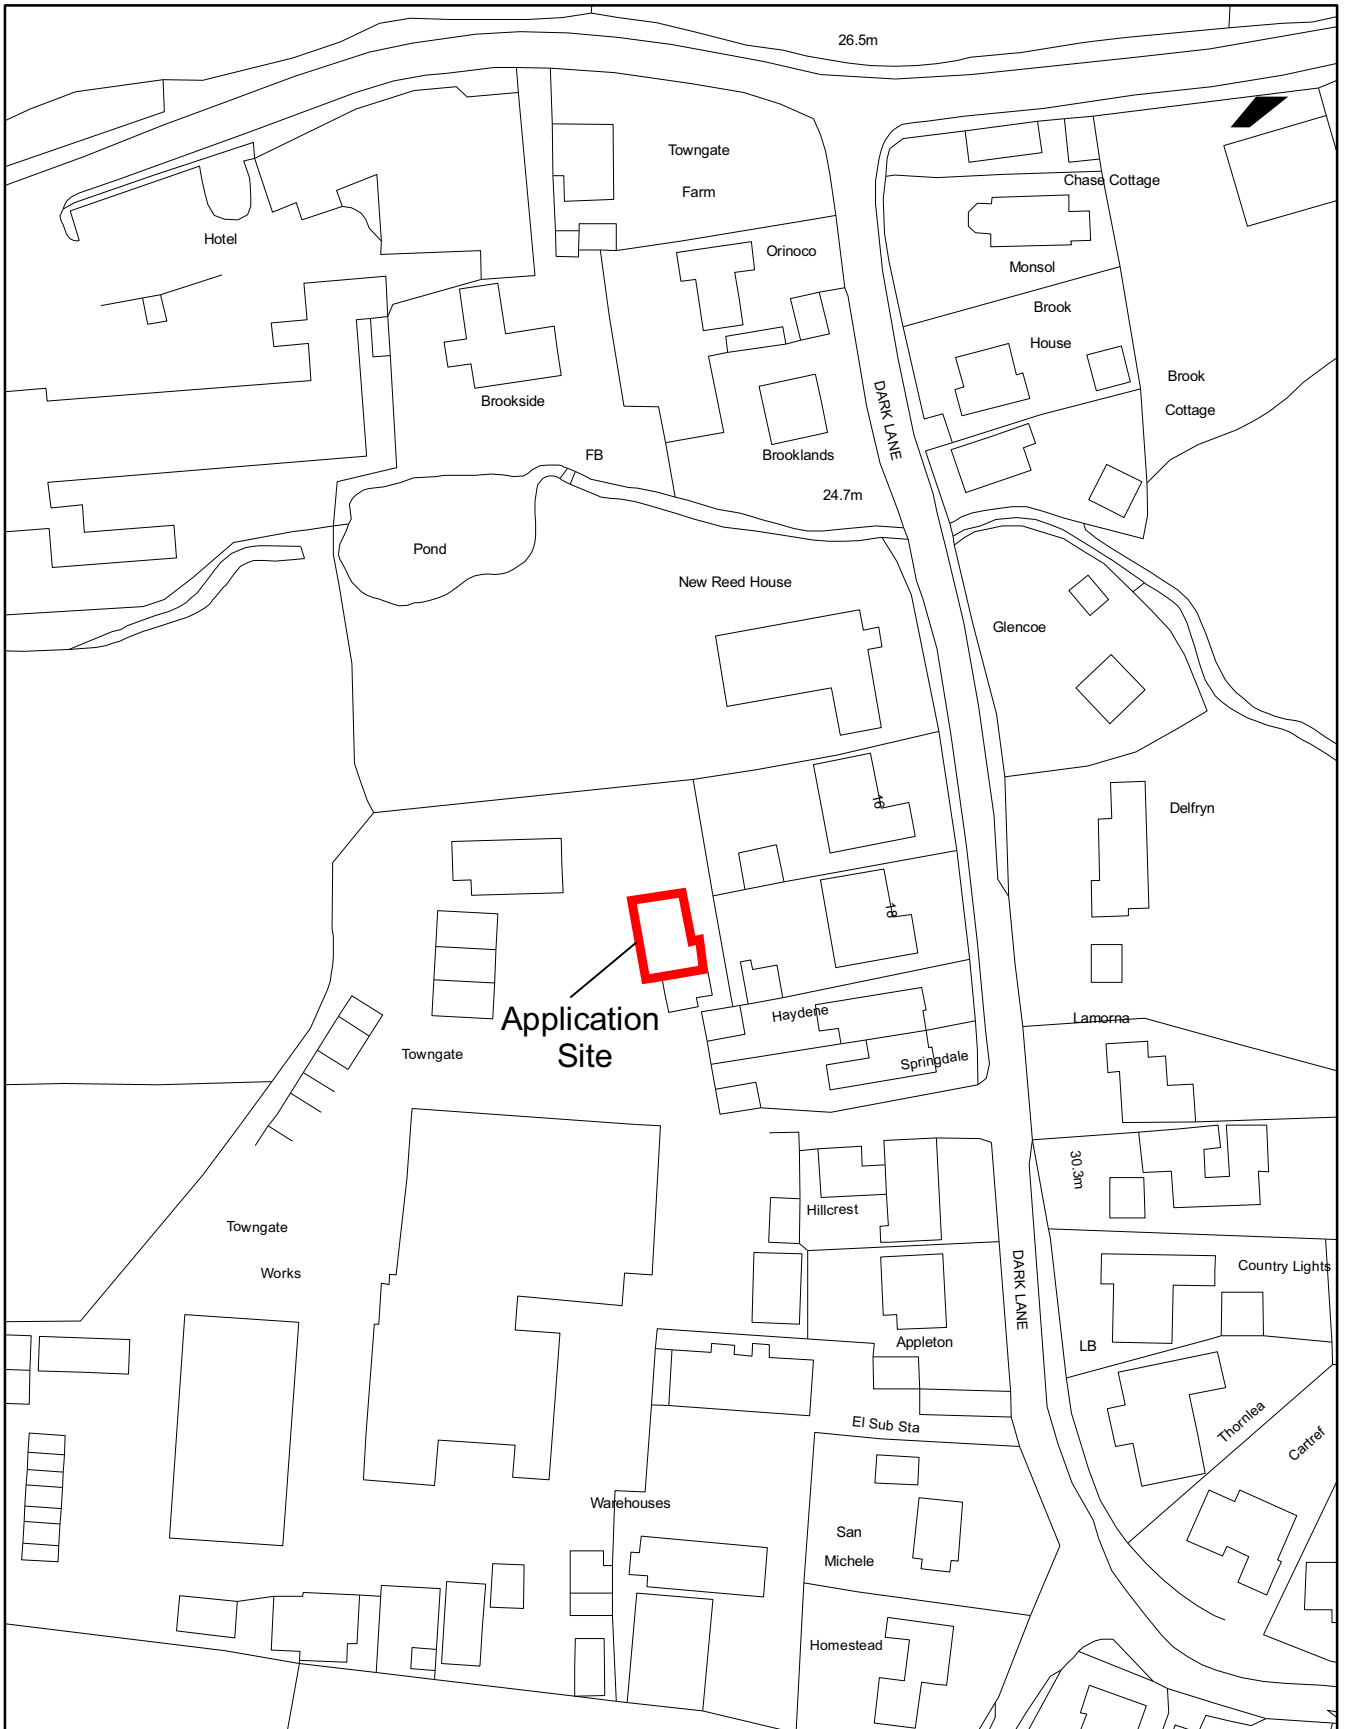 26.5m
Towngate
Farm
Chase Cottage
Hotel
Orinoco
Monsol
Brook
House
Brook
Cottage
Brookside
DARK LANE
FB
Brooklands
24.7m
Pond
New Reed House
Glencoe
16
Delfryn
18
Application
Site
Haydene
Lamorna
Towngate
Springdale
30.3m
Hillcrest
Towngate
Works
DARK LANE
Country Lights
Appleton
LB
El Sub Sta
Thornlea
Cartref
Warehouses
San
Michele
Homestead